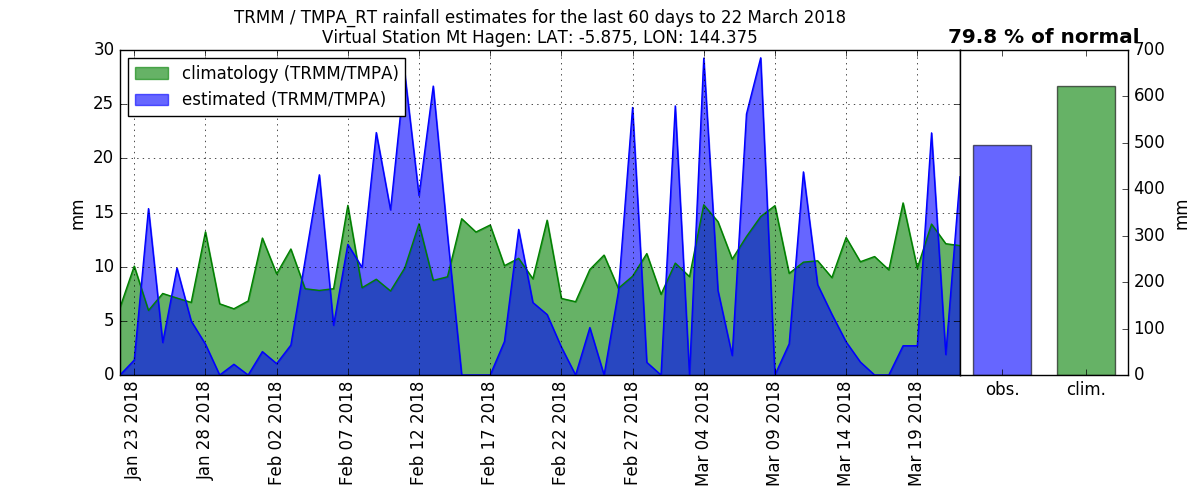 TRMM / TMPA_RT rainfall estimates for the last 60 days to 22 March 2018
Virtual Station Mt Hagen: LAT: -5.875, LON: 144.375
79.8 % of normal
climatology (TRMM/TMPA)
estimated (TRMM/TMPA)
mm
30
25
20
15
10
5
0
Jan 23 2018
Jan 28 2018
Feb 02 2018
Feb 07 2018
Feb 12 2018
Feb 17 2018
Feb 22 2018
Feb 27 2018
Mar 04 2018
Mar 09 2018
Mar 14 2018
Mar 19 2018
obs.
clim.
700
600
500
400
300
200
100
0
mm